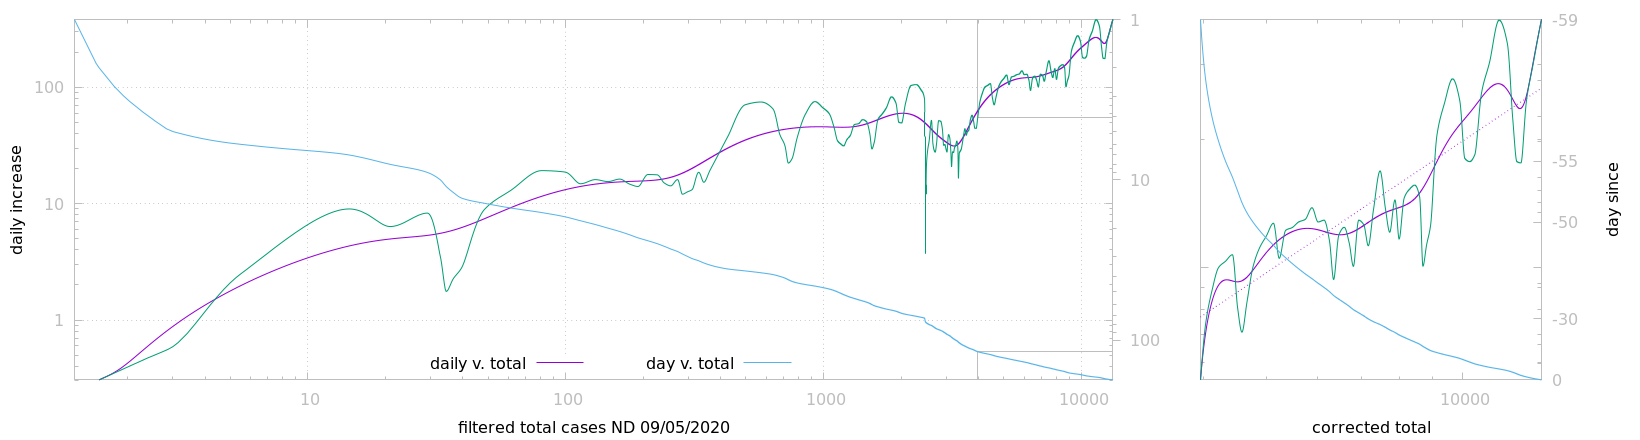 daily increase
100
10
1
10
100
1000
10000
1
10
100
daily v. total
day v. total
filtered total cases ND 09/05/2020
-59
-55
-50
-30
0
day since
10000
corrected total